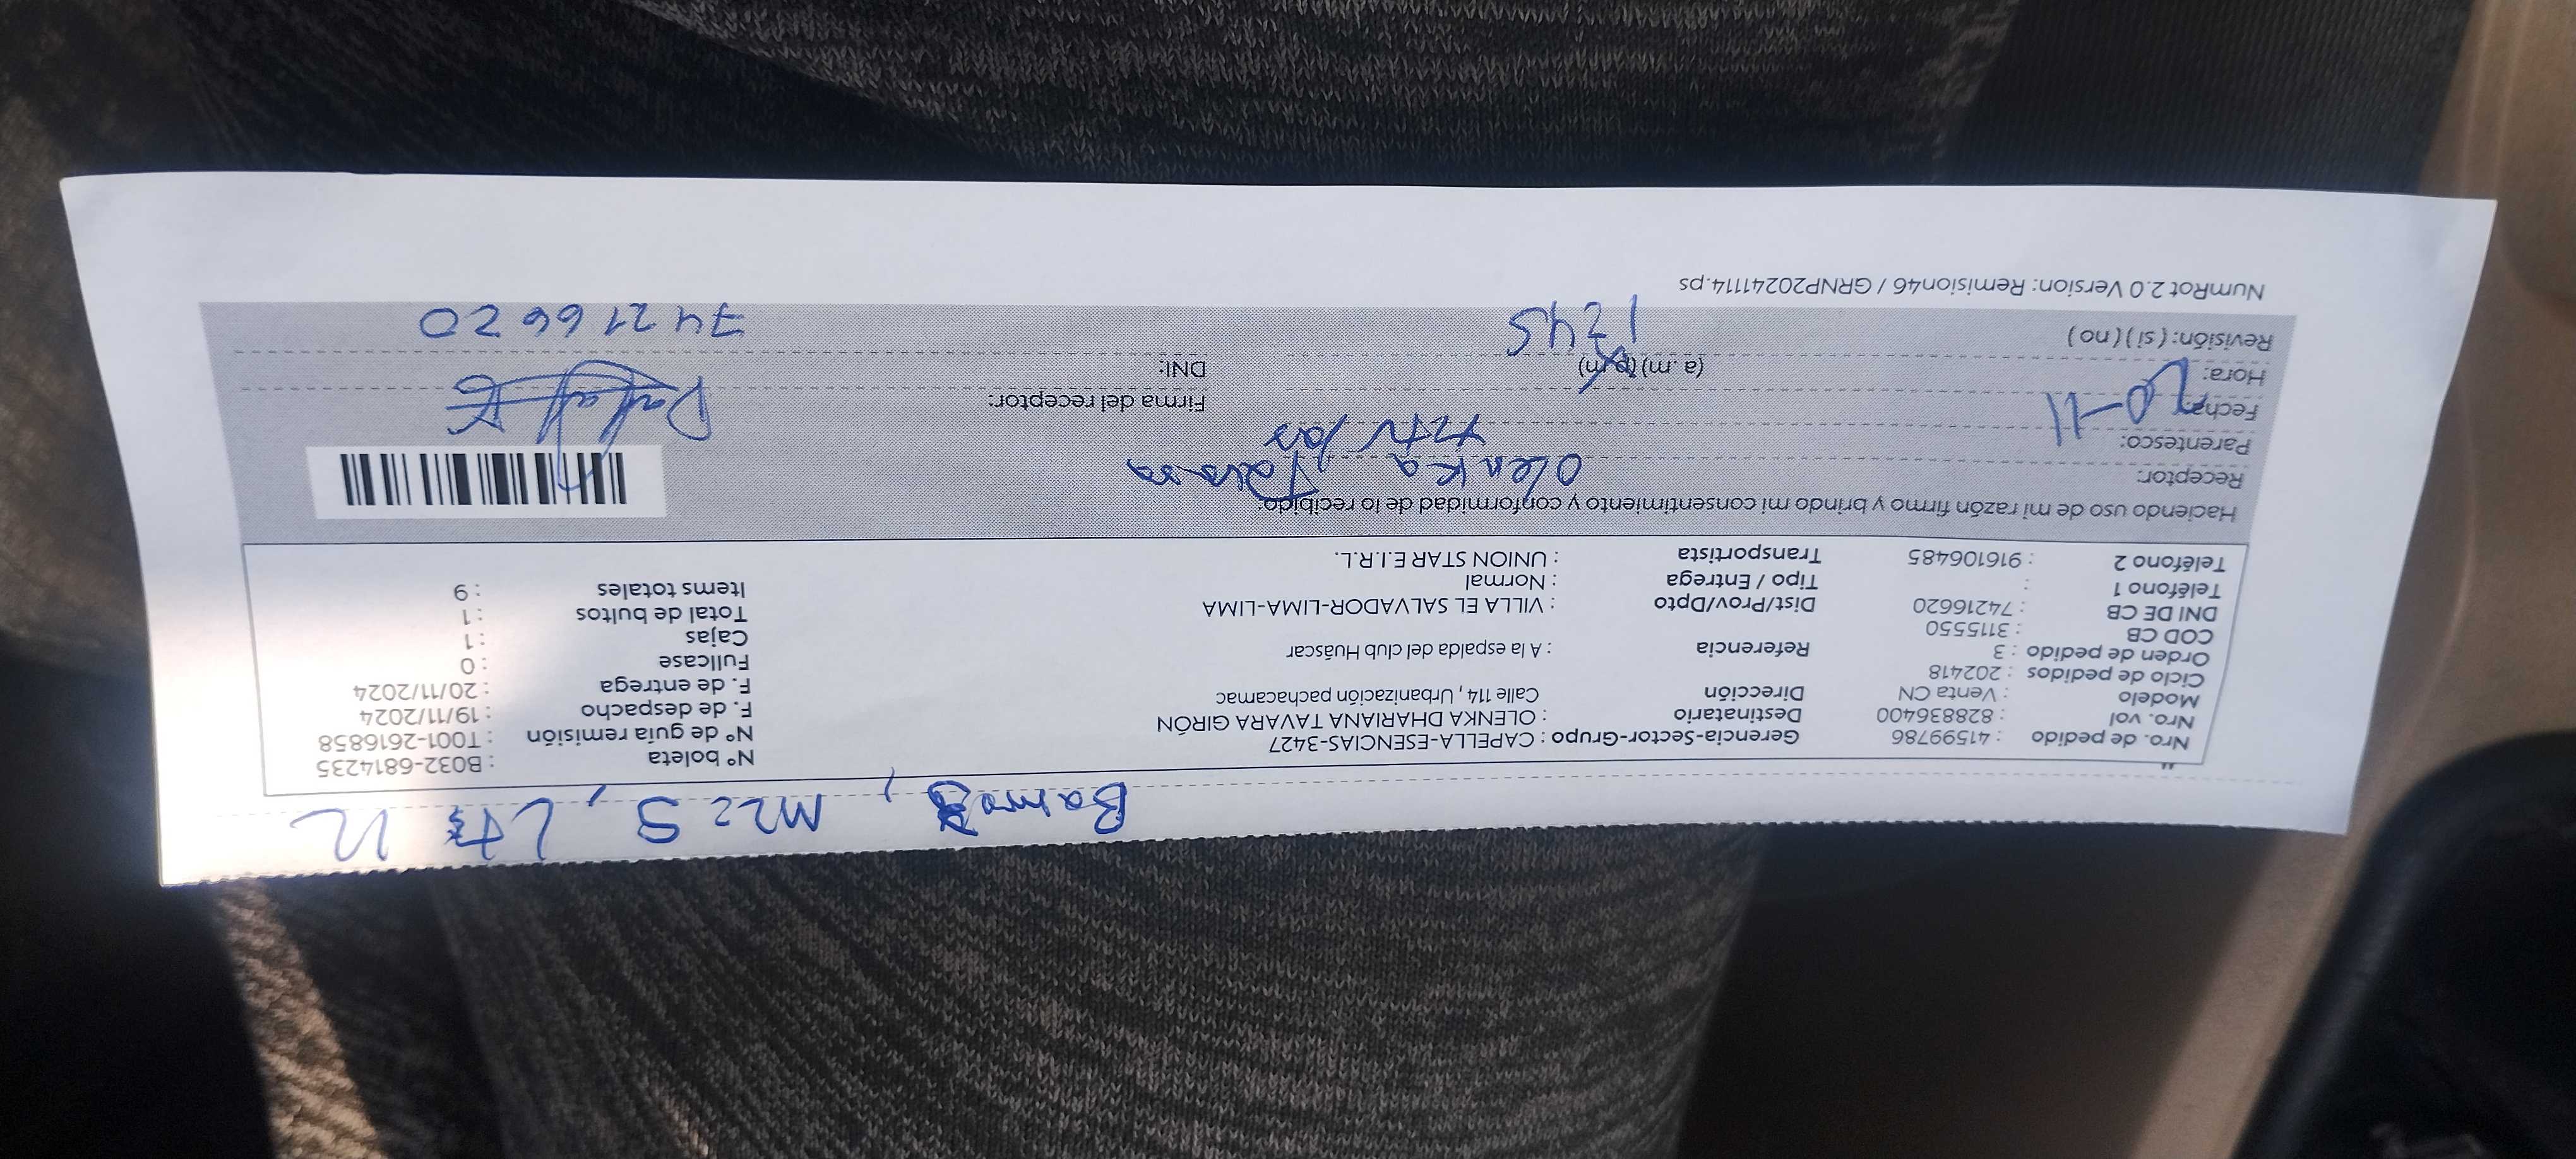 Barrio 3, Mz: S, Lt: 12
Nro. de pedido : 41599786 Gerencia-Sector-Grupo : CAPELLA-ESENCIAS-3427 N° boleta : B032-6814235
Nro. vol : 828836400 Destinatario : OLENKA DHARIANA TAVARA GIRÓN N° de guía remisión : T001-2616858
Modelo : Venta CN Dirección Calle 114 , Urbanización pachacamac F. de despacho : 19/11/2024
Ciclo de pedidos : 202418 F. de entrega : 20/11/2024
Orden de pedido : 3 Referencia : A la espalda del club Huáscar Fullcase : 0
COD CB : 3115550 Cajas : 1
DNI DE CB : 74216620 Dist/Prov/Dpto : VILLA EL SALVADOR-LIMA-LIMA Total de bultos : 1
Teléfono 1 : Tipo / Entrega : Normal Items totales : 9
Teléfono 2 : 916106485 Transportista : UNION STAR E.I.R.L.
Haciendo uso de mi razón firmo y brindo mi consentimiento y conformidad de lo recibido:
Receptor: Olenka Tavara
Parentesco:
Fecha: 20-11 Firma del receptor:
Hora: (a.m) (p.m) DNI:
Revisión: ( si ) ( no ) 1245 74216620
NumRot 2.0 Version: Remision46 / GRNP20241114.ps